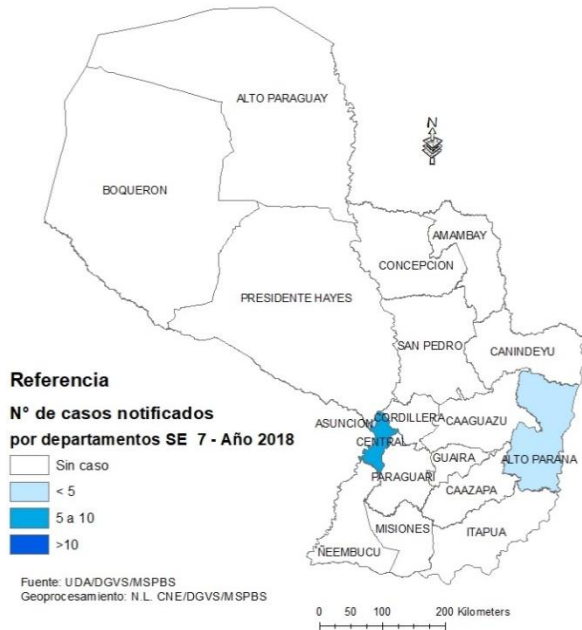 ALTO PARAGUAY
N
BOQUERON
AMAMBAY
CONCEPCION
PRESIDENTE HAYES
SAN PEDRO
CANINDEYU
Referencia
N° de casos notificados
por departamentos SE 7 - Año 2018
Sin caso
< 5
5 a 10
>10
ASUNCION
CORDILLERA
CAAGUAZU
CENTRAL
GUAIRA
ALTO PARANA
PARAGUARI
CAAZAPA
MISIONES
ITAPUA
ÑEEMBUCU
Fuente: UDA/DGVS/MSPBS
Geoprocesamiento: N.L. CNE/DGVS/MSPBS
0 50 100 200 Kilometers